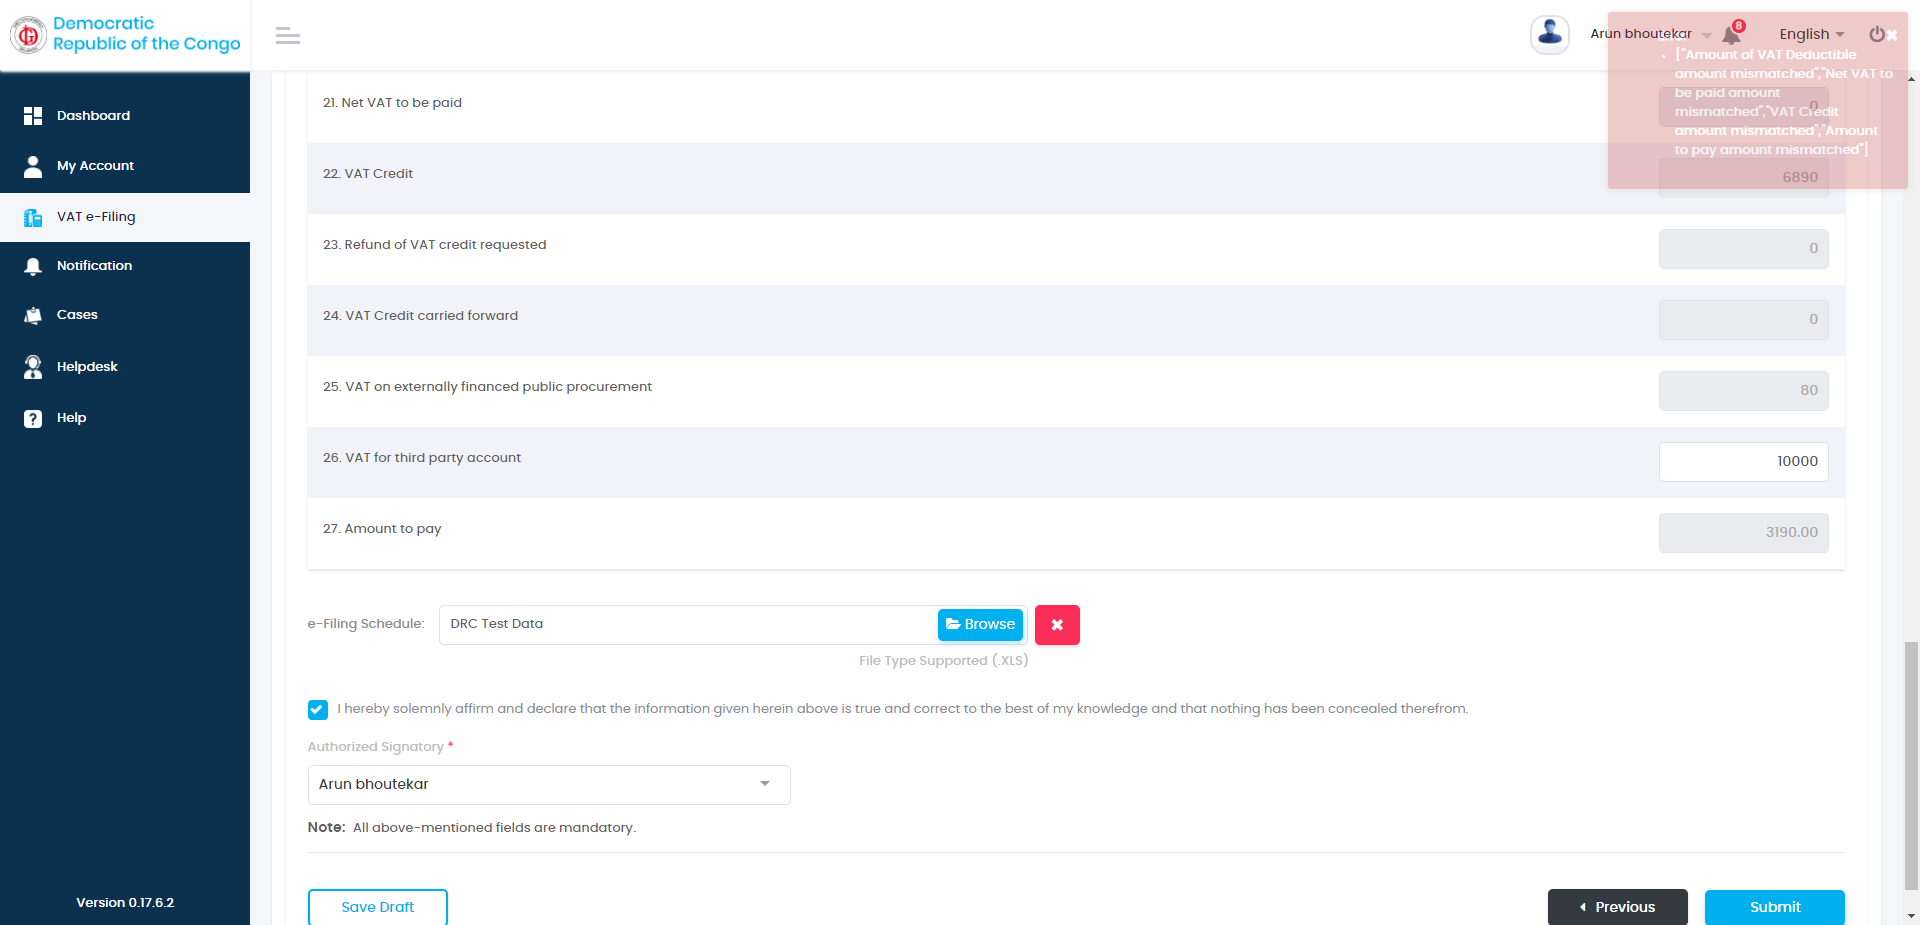 Democratic
Republic of the Congo
Arun bhoutekar
8
English
["Amount of VAT Deductible
amount mismatched","Net VAT to
be paid amount
mismatched","VAT Credit
amount mismatched","Amount
to pay amount mismatched"]
Dashboard
My Account
VAT e-Filing
Notification
Cases
Helpdesk
Help
Version 0.17.6.2
21. Net VAT to be paid
0
22. VAT Credit
6890
23. Refund of VAT credit requested
0
24. VAT Credit carried forward
0
25. VAT on externally financed public procurement
80
26. VAT for third party account
10000
27. Amount to pay
3190.00
e-Filing Schedule:
DRC Test Data
Browse
File Type Supported (.XLS)
I hereby solemnly affirm and declare that the information given herein above is true and correct to the best of my knowledge and that nothing has been concealed therefrom.
Authorized Signatory *
Arun bhoutekar
Note: All above-mentioned fields are mandatory.
Save Draft
Previous
Submit